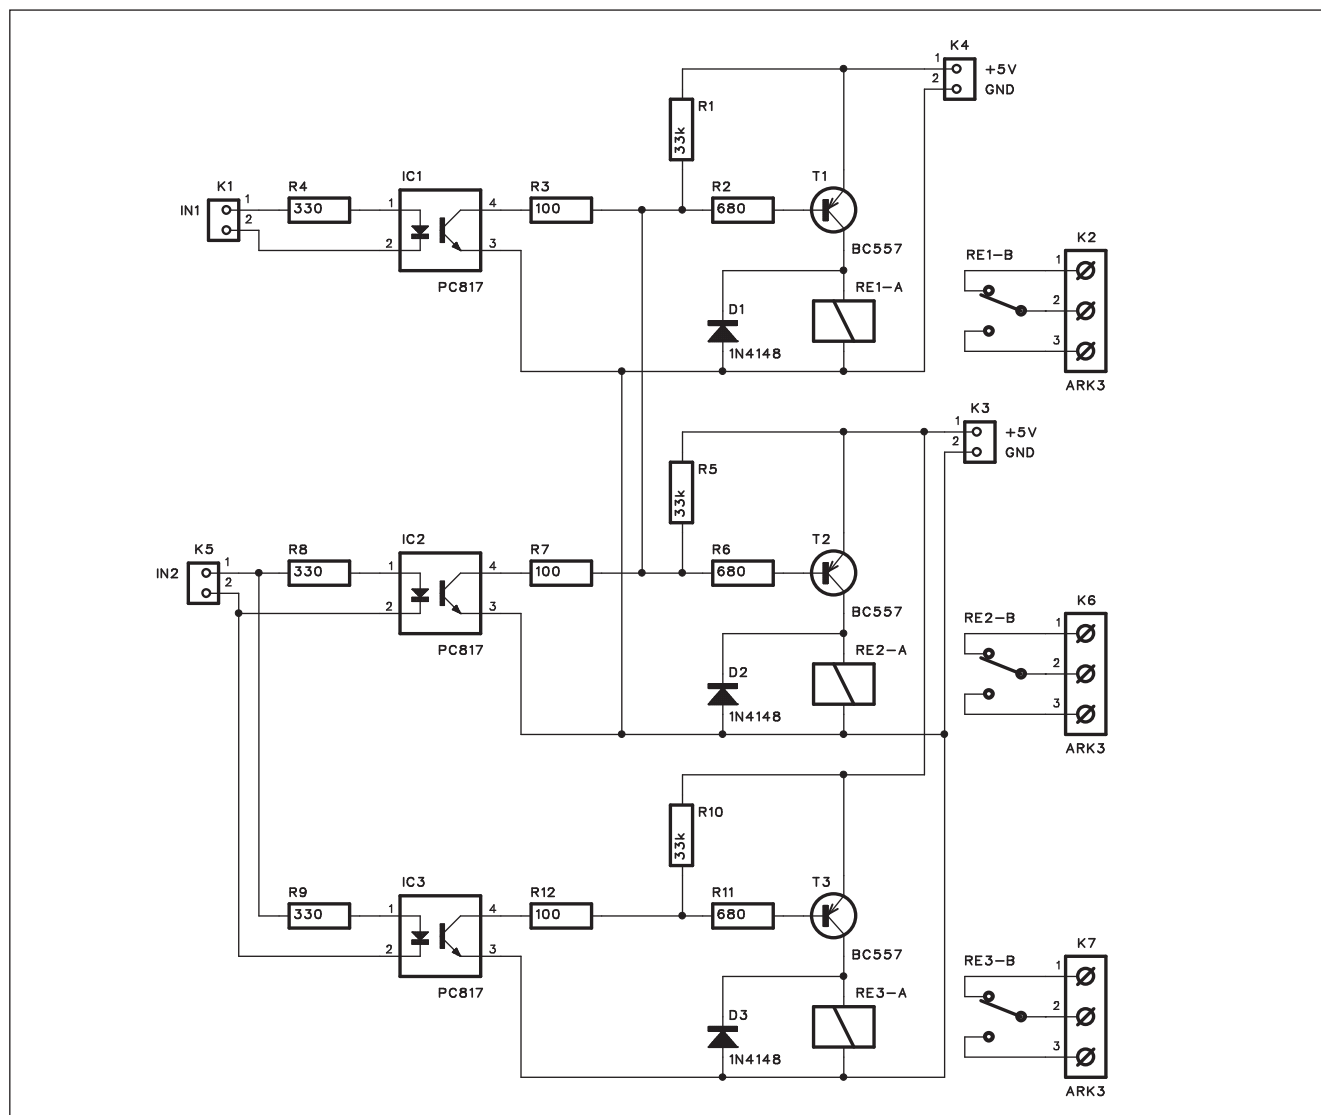 K4
1 +5V
2 GND
R1
33k
K1
IN1
1
2
R4
330
IC1
1 4
2 3
PC817
R3
100
R2
680
T1
BC557
RE1-A
D1
1N4148
RE1-B
K2
1
2
3
ARK3
K3
1 +5V
2 GND
R5
33k
K5
IN2
1
2
R8
330
IC2
1 4
2 3
PC817
R7
100
R6
680
T2
BC557
RE2-A
D2
1N4148
RE2-B
K6
1
2
3
ARK3
R10
33k
R9
330
IC3
1 4
2 3
PC817
R12
100
R11
680
T3
BC557
RE3-A
D3
1N4148
RE3-B
K7
1
2
3
ARK3